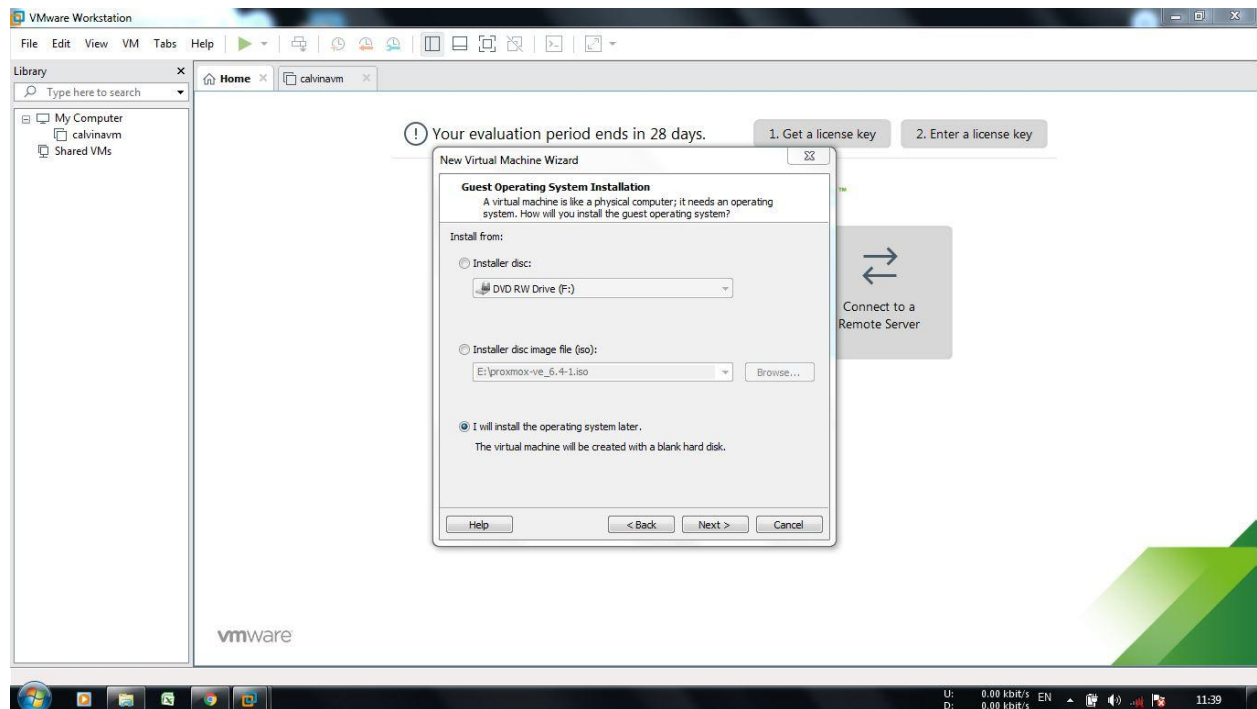 VMware Workstation
File Edit View VM Tabs Help
Library
Type here to search
My Computer
calvinavm
Shared VMs
Home
calvinavm
Your evaluation period ends in 28 days.
1. Get a license key
2. Enter a license key
New Virtual Machine Wizard
Guest Operating System Installation
A virtual machine is like a physical computer; it needs an operating
system. How will you install the guest operating system?
Install from:
Installer disc:
DVD RW Drive (F:)
Installer disc image file (iso):
E:\proxmox-ve_6.4-1.iso
Browse...
I will install the operating system later.
The virtual machine will be created with a blank hard disk.
Help
< Back
Next >
Cancel
™
Connect to a
Remote Server
vmware
U: 0.00 kbit/s
D: 0.00 kbit/s
EN
11:39